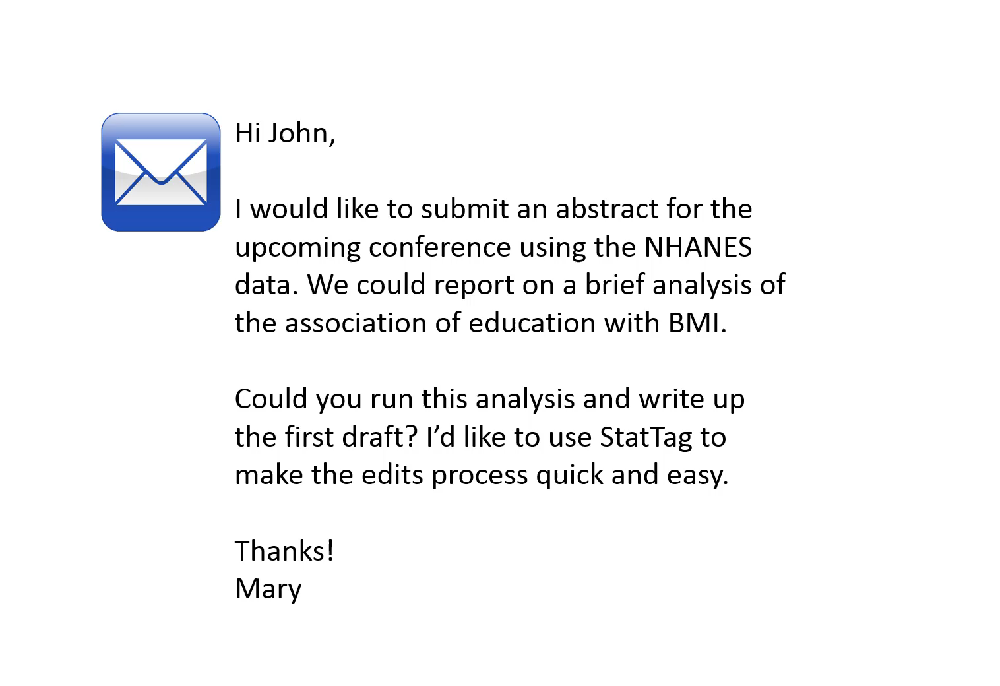 Hi John,
I would like to submit an abstract for the
upcoming conference using the NHANES
data. We could report on a brief analysis of
the association of education with BMI.
Could you run this analysis and write up
the first draft? I’d like to use StatTag to
make the edits process quick and easy.
Thanks!
Mary